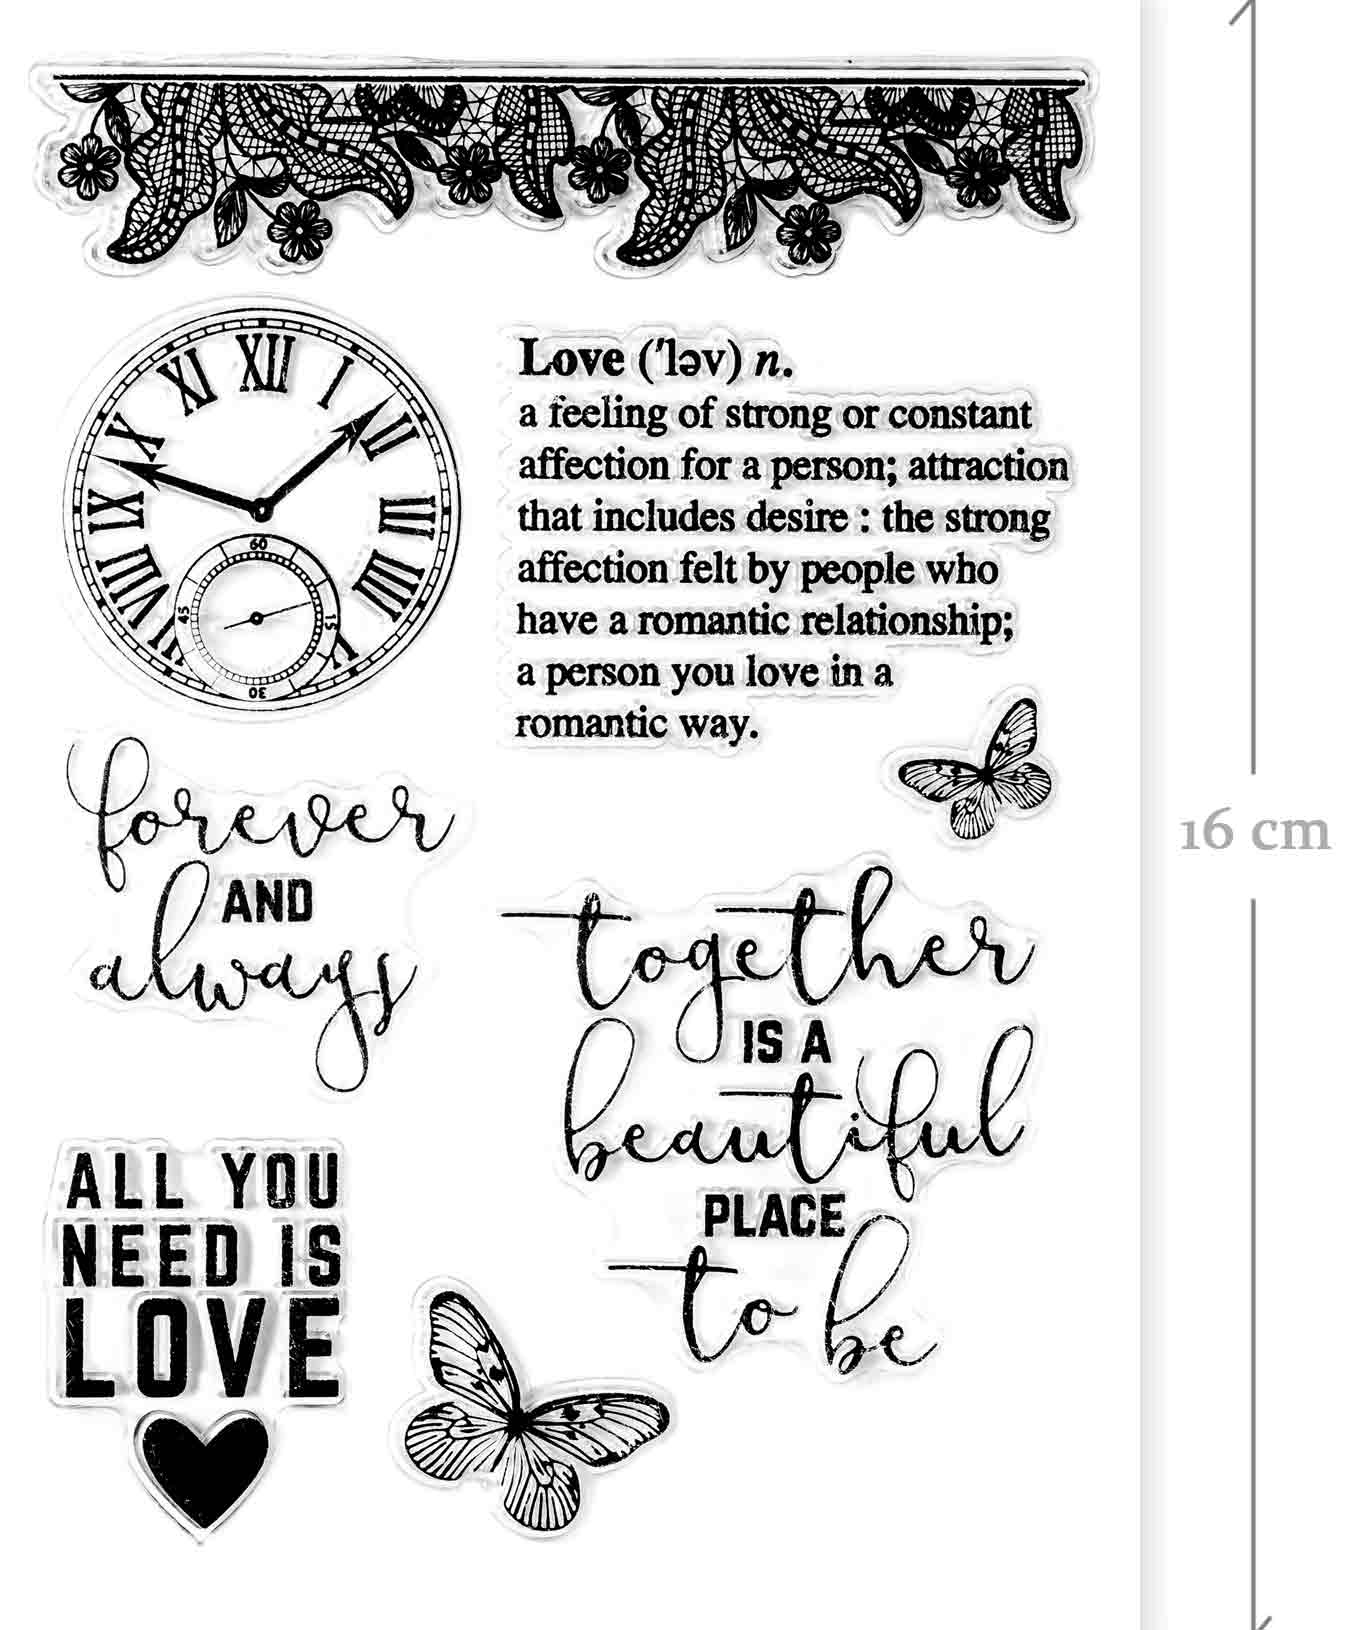 XII
I
II
III
IIII
V
VII
VIII
IX
X
XI
60
15
30
45
Love ('ləv) n.
a feeling of strong or constant
affection for a person; attraction
that includes desire : the strong
affection felt by people who
have a romantic relationship;
a person you love in a
romantic way.
forever
AND
always
together
IS A
beautiful
PLACE
to be
ALL YOU
NEED IS
LOVE
16 cm